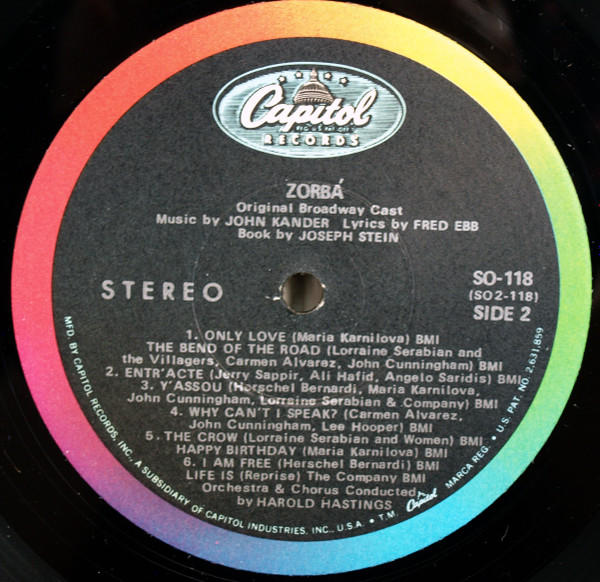 Capitol
REG. U.S. PAT. OFF.
RECORDS
ZORBÁ
Original Broadway Cast
Music by JOHN KANDER Lyrics by FRED EBB
Book by JOSEPH STEIN
STEREO
SO-118
(SO2-118)
SIDE 2
1. ONLY LOVE (Maria Karnilova) BMI
THE BEND OF THE ROAD (Lorraine Serabian and
the Villagers, Carmen Alvarez, John Cunningham) BMI
2. ENTR'ACTE (Jerry Sappir, Ali Hafid, Angelo Saridis) BMI
3. Y'ASSOU (Herschel Bernardi, Maria Karnilova,
John Cunningham, Lorraine Serabian & Company) BMI
4. WHY CAN'T I SPEAK? (Carmen Alvarez,
John Cunningham, Lee Hooper) BMI
5. THE CROW (Lorraine Serabian and Women) BMI
HAPPY BIRTHDAY (Maria Karnilova) BMI
6. I AM FREE (Herschel Bernardi) BMI
LIFE IS (Reprise) The Company BMI
Orchestra & Chorus Conducted
by HAROLD HASTINGS
MFD. BY CAPITOL RECORDS, INC., A SUBSIDIARY OF CAPITOL INDUSTRIES, INC., U.S.A. • T.M. Capitol MARCA REG. • U.S. PAT. NO. 2,631,859